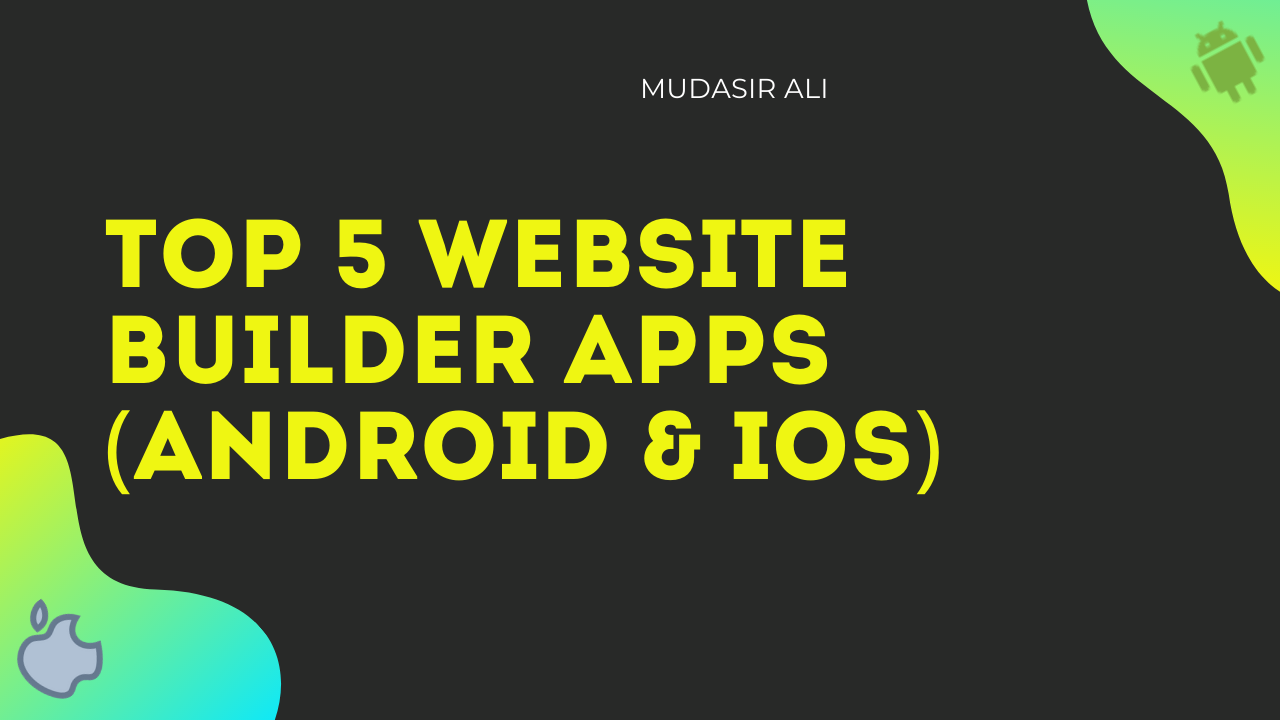 MUDASIR ALI
TOP 5 WEBSITE
BUILDER APPS
(ANDROID & IOS)